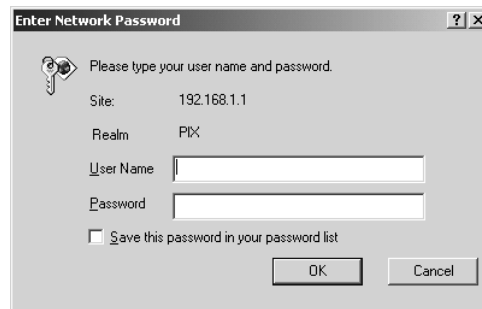 Enter Network Password
? X
Please type your user name and password.
Site: 192.168.1.1
Realm PIX
User Name
Password
Save this password in your password list
OK Cancel